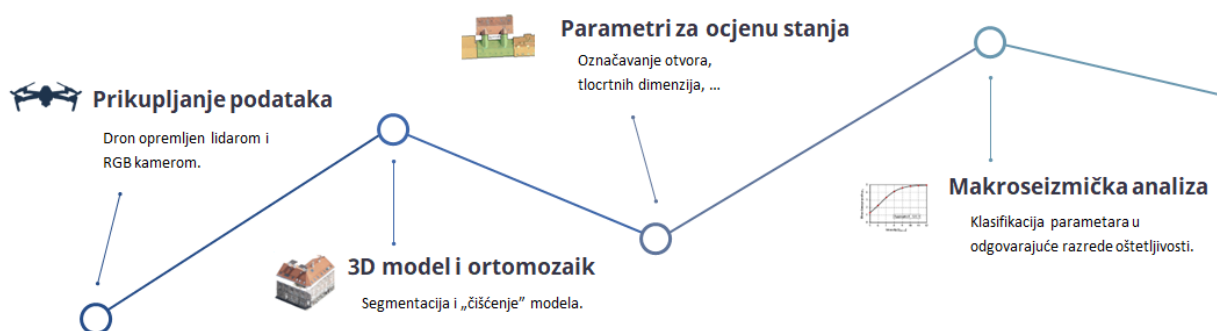 Prikupljanje podataka
Dron opremljen lidarom i
RGB kamerom.
3D model i ortomozaik
Segmentacija i „čišćenje” modela.
Parametri za ocjenu stanja
Označavanje otvora,
tlocrtnih dimenzija, ...
Makroseizmička analiza
Klasifikacija parametara u
odgovarajuće razrede oštetljivosti.